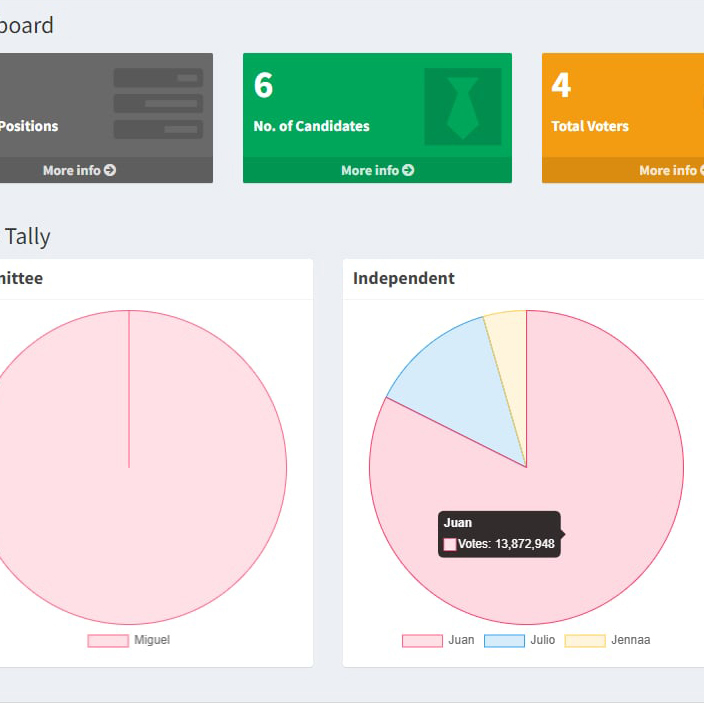 board
Positions
More info
6
No. of Candidates
More info
4
Total Voters
More info
Tally
mittee
Miguel
Independent
Juan
Votes: 13,872,948
Juan
Julio
Jennaa